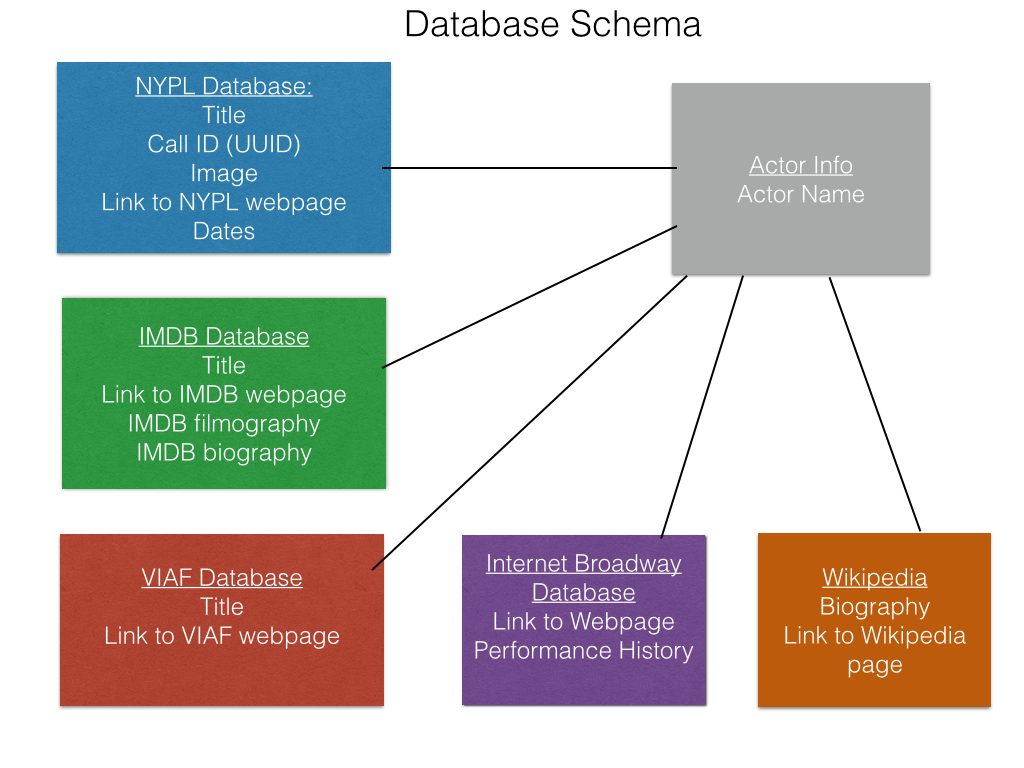 Database Schema
NYPL Database:
Title
Call ID (UUID)
Image
Link to NYPL webpage
Dates
Actor Info
Actor Name
IMDB Database
Title
Link to IMDB webpage
IMDB filmography
IMDB biography
VIAF Database
Title
Link to VIAF webpage
Internet Broadway
Database
Link to Webpage
Performance History
Wikipedia
Biography
Link to Wikipedia
page